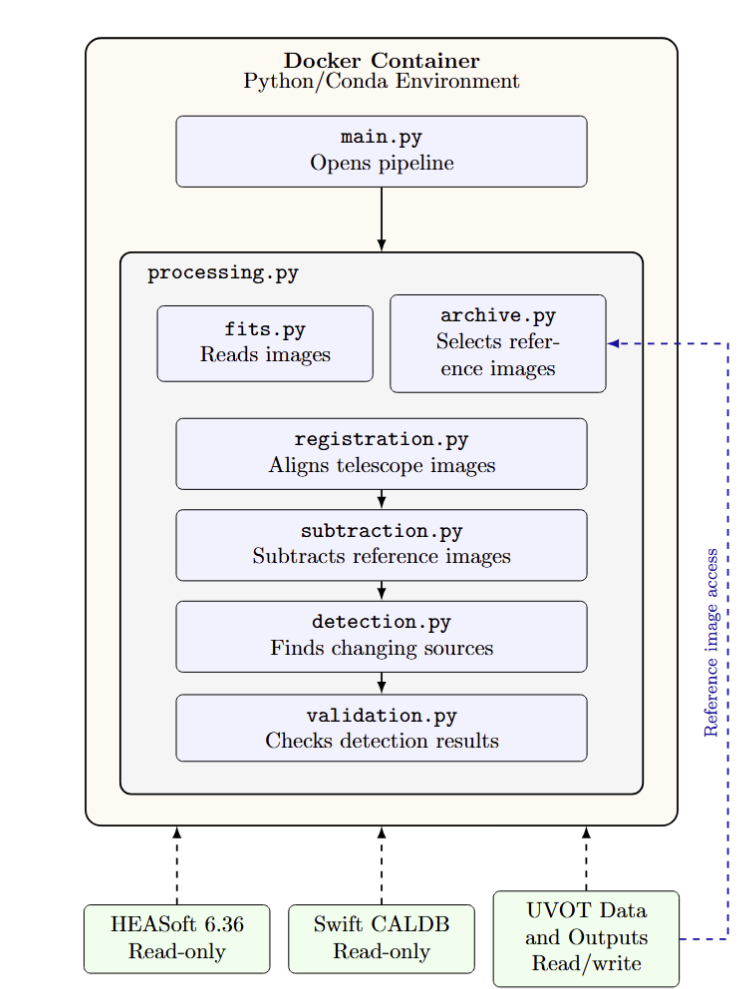 Docker Container
Python/Conda Environment
main.py
Opens pipeline
processing.py
fits.py
Reads images
archive.py
Selects refer-
ence images
registration.py
Aligns telescope images
subtraction.py
Subtracts reference images
detection.py
Finds changing sources
validation.py
Checks detection results
Reference image access
HEASoft 6.36
Read-only
Swift CALDB
Read-only
UVOT Data
and Outputs
Read/write